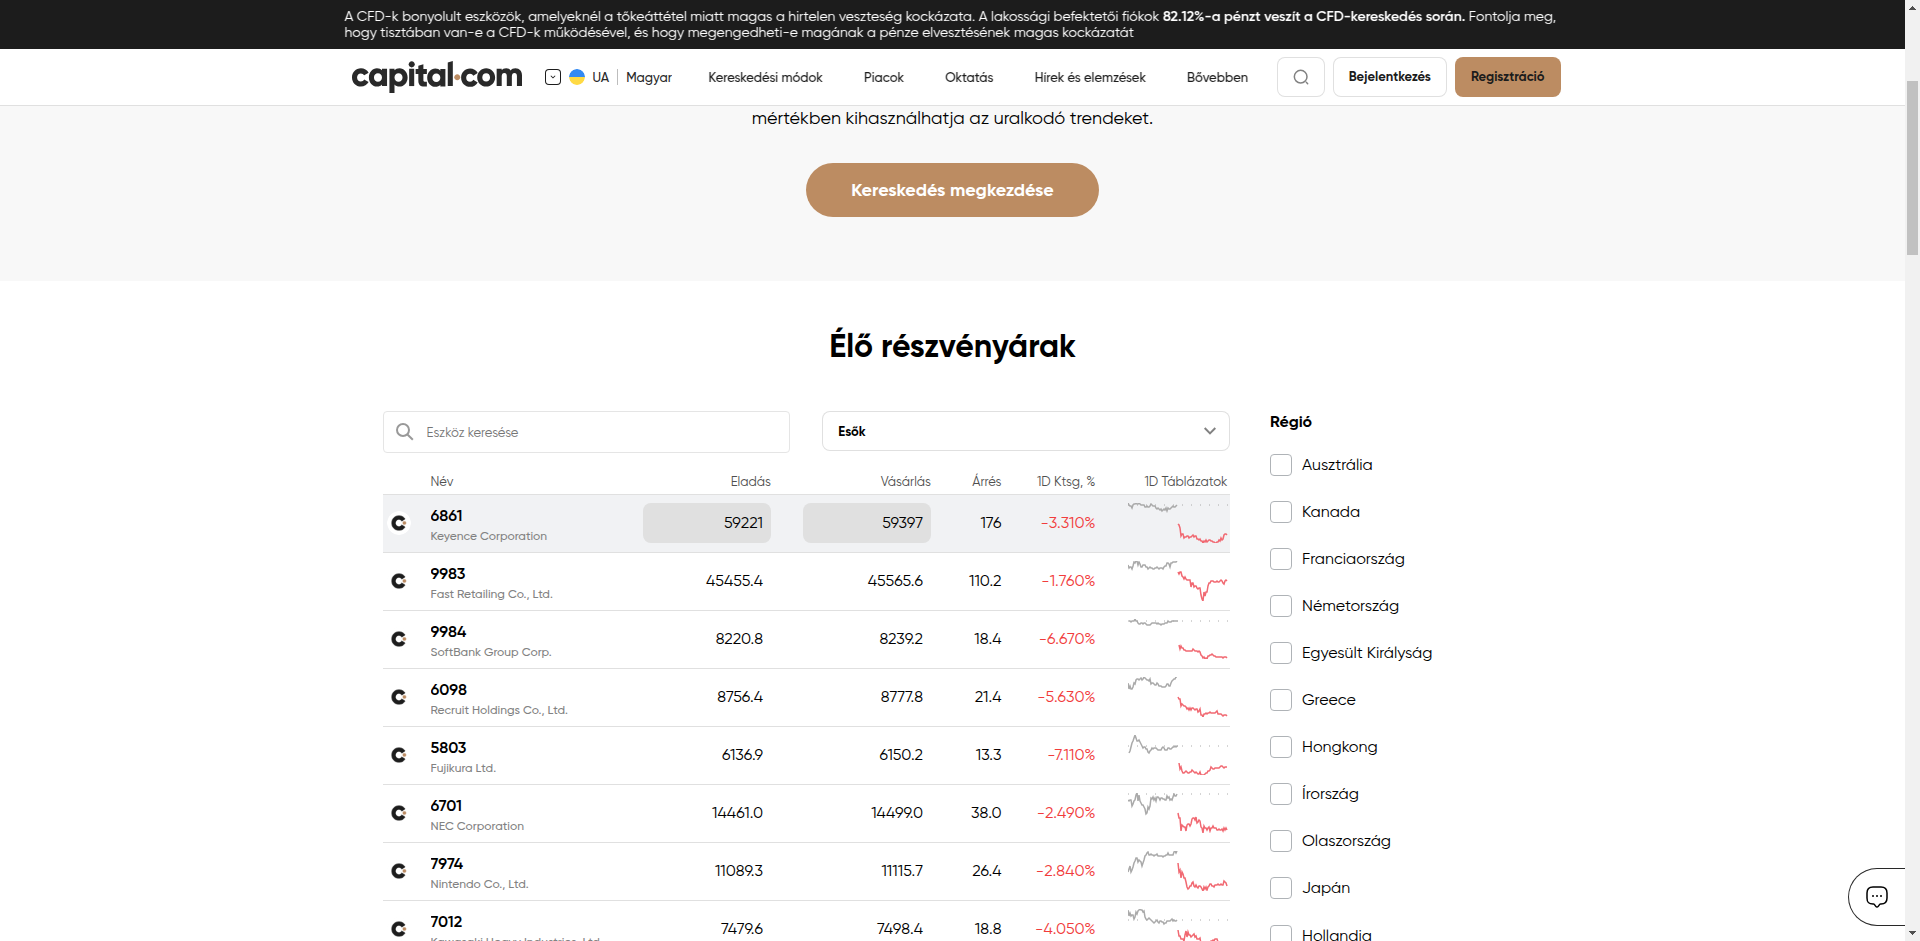 A CFD-k bonyolult eszközök, amelyeknél a tőkeáttétel miatt magas a hirtelen veszteség kockázata. A lakossági befektetői fiókok 82.12%-a pénzt veszít a CFD-kereskedés során. Fontolja meg,
hogy tisztában van-e a CFD-k működésével, és hogy megengedheti-e magának a pénze elvesztésének magas kockázatát
capital.com
UA
Magyar
Kereskedési módok
Piacok
Oktatás
Hírek és elemzések
Bővebben
Bejelentkezés
Regisztráció
mértékben kihasználhatja az uralkodó trendeket.
Kereskedés megkezdése
Élő részvényárak
Eszköz keresése
Esők
Név Eladás Vásárlás Árrés 1D Ktsg, % 1D Táblázatok
6861 59221 59397 176 -3.310%
Keyence Corporation
9983 45455.4 45565.6 110.2 -1.760%
Fast Retailing Co., Ltd.
9984 8220.8 8239.2 18.4 -6.670%
SoftBank Group Corp.
6098 8756.4 8777.8 21.4 -5.630%
Recruit Holdings Co., Ltd.
5803 6136.9 6150.2 13.3 -7.110%
Fujikura Ltd.
6701 14461.0 14499.0 38.0 -2.490%
NEC Corporation
7974 11089.3 11115.7 26.4 -2.840%
Nintendo Co., Ltd.
7012 7479.6 7498.4 18.8 -4.050%
Régió
Ausztrália
Kanada
Franciaország
Németország
Egyesült Királyság
Greece
Hongkong
Írország
Olaszország
Japán
Hollandia